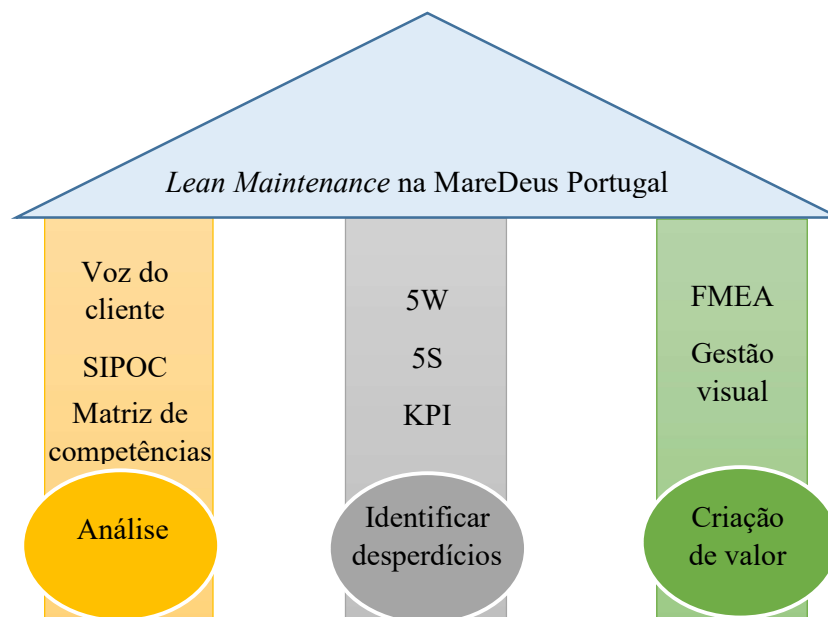 Lean Maintenance na MareDeus Portugal
Voz do
cliente
SIPOC
Matriz de
competências
Análise
5W
5S
KPI
Identificar
desperdícios
FMEA
Gestão
visual
Criação
de valor